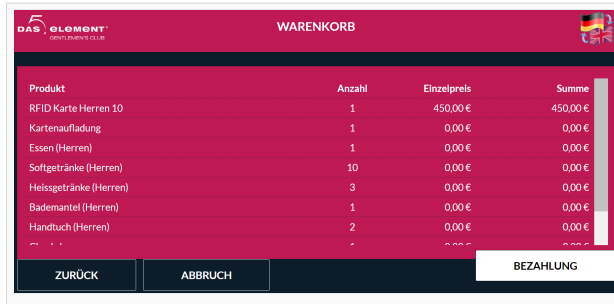 5
DAS ELEMENT
GENTLEMEN'S CLUB
WARENKORB
Produkt Anzahl Einzelpreis Summe
RFID Karte Herren 10 1 450,00 € 450,00 €
Kartenaufladung 1 0,00 € 0,00 €
Essen (Herren) 1 0,00 € 0,00 €
Softgetränke (Herren) 10 0,00 € 0,00 €
Heissgetränke (Herren) 3 0,00 € 0,00 €
Bademantel (Herren) 1 0,00 € 0,00 €
Handtuch (Herren) 2 0,00 € 0,00 €
ZURÜCK ABBRUCH BEZAHLUNG